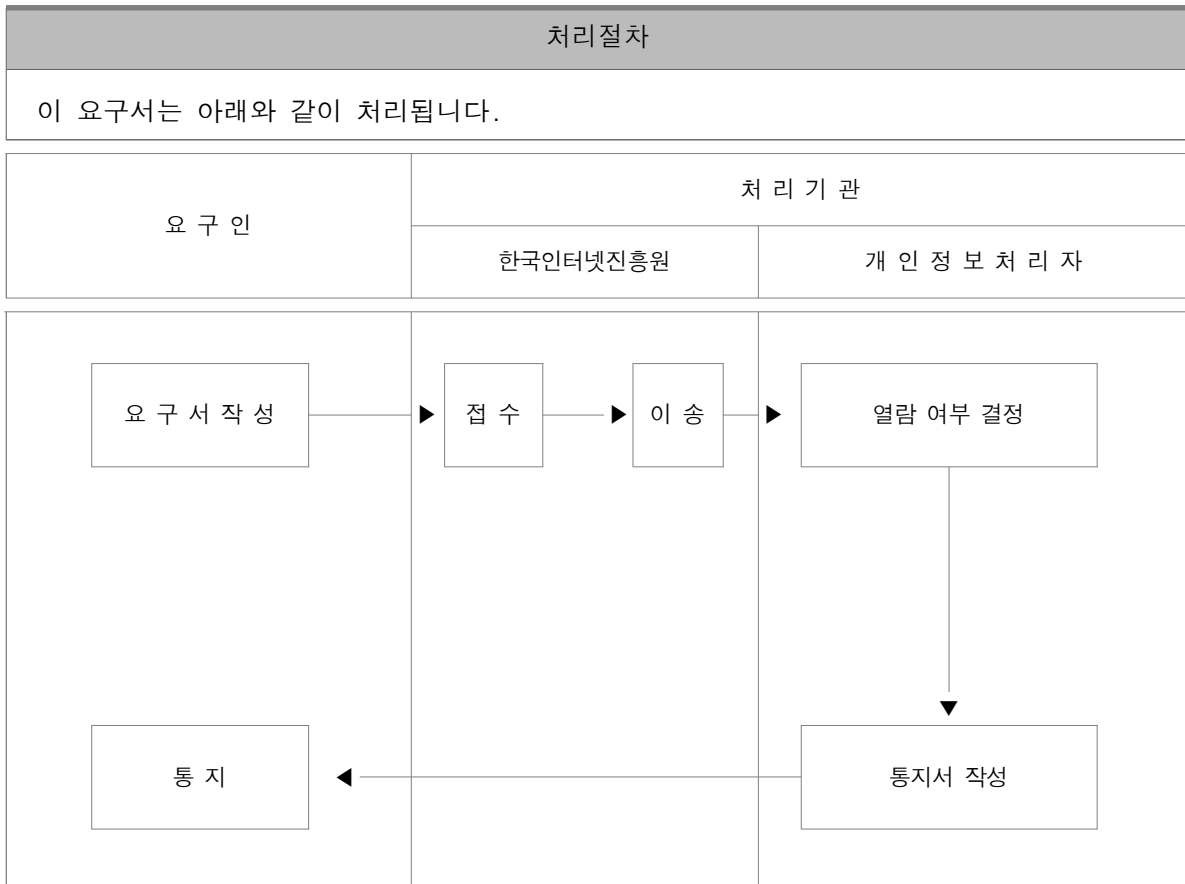 처리절차
이 요구서는 아래와 같이 처리됩니다.
요 구 인
처 리 기 관
한국인터넷진흥원
개 인 정 보 처 리 자
요 구 서 작 성
접 수
이 송
열람 여부 결정
통 지
통지서 작성